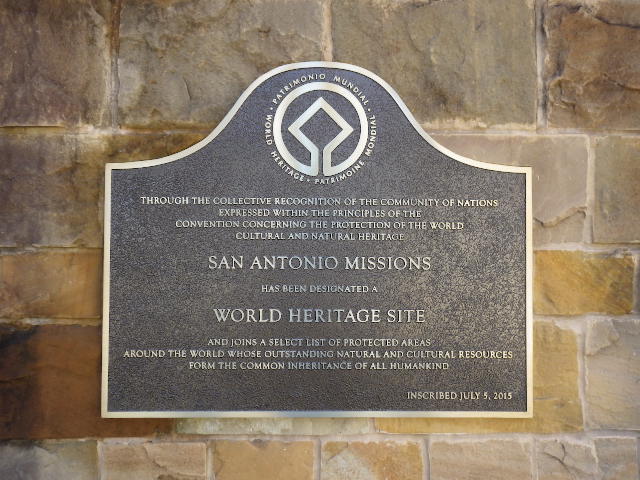 PATRIMONIO MUNDIAL • WORLD HERITAGE • PATRIMOINE MONDIAL •
THROUGH THE COLLECTIVE RECOGNITION OF THE COMMUNITY OF NATIONS
EXPRESSED WITHIN THE PRINCIPLES OF THE
CONVENTION CONCERNING THE PROTECTION OF THE WORLD
CULTURAL AND NATURAL HERITAGE
SAN ANTONIO MISSIONS
HAS BEEN DESIGNATED A
WORLD HERITAGE SITE
AND JOINS A SELECT LIST OF PROTECTED AREAS
AROUND THE WORLD WHOSE OUTSTANDING NATURAL AND CULTURAL RESOURCES
FORM THE COMMON INHERITANCE OF ALL HUMANKIND
INSCRIBED JULY 5, 2015